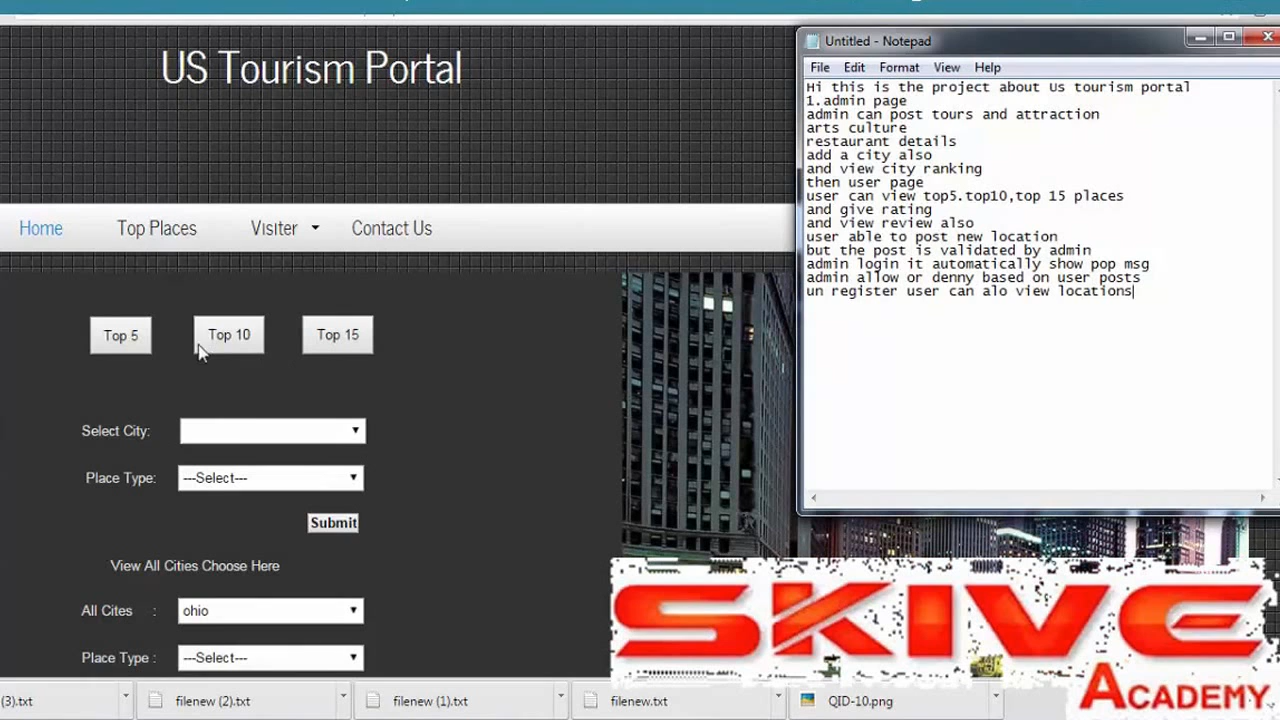 US Tourism Portal
Home
Top Places
Visiter
Contact Us
Top 5
Top 10
Top 15
Select City:
Place Type:
---Select---
Submit
View All Cities Choose Here
All Cites :
ohio
Place Type :
---Select---
Untitled - Notepad
File Edit Format View Help
Hi this is the project about Us tourism portal
1.admin page
admin can post tours and attraction
arts culture
restaurant details
add a city also
and view city ranking
then user page
user can view top5.top10,top 15 places
and give rating
and view review also
user able to post new location
but the post is validated by admin
admin login it automatically show pop msg
admin allow or denny based on user posts
un register user can alo view locations
SKIVE
ACADEMY
(3).txt
filenew (2).txt
filenew (1).txt
filenew.txt
QID-10.png